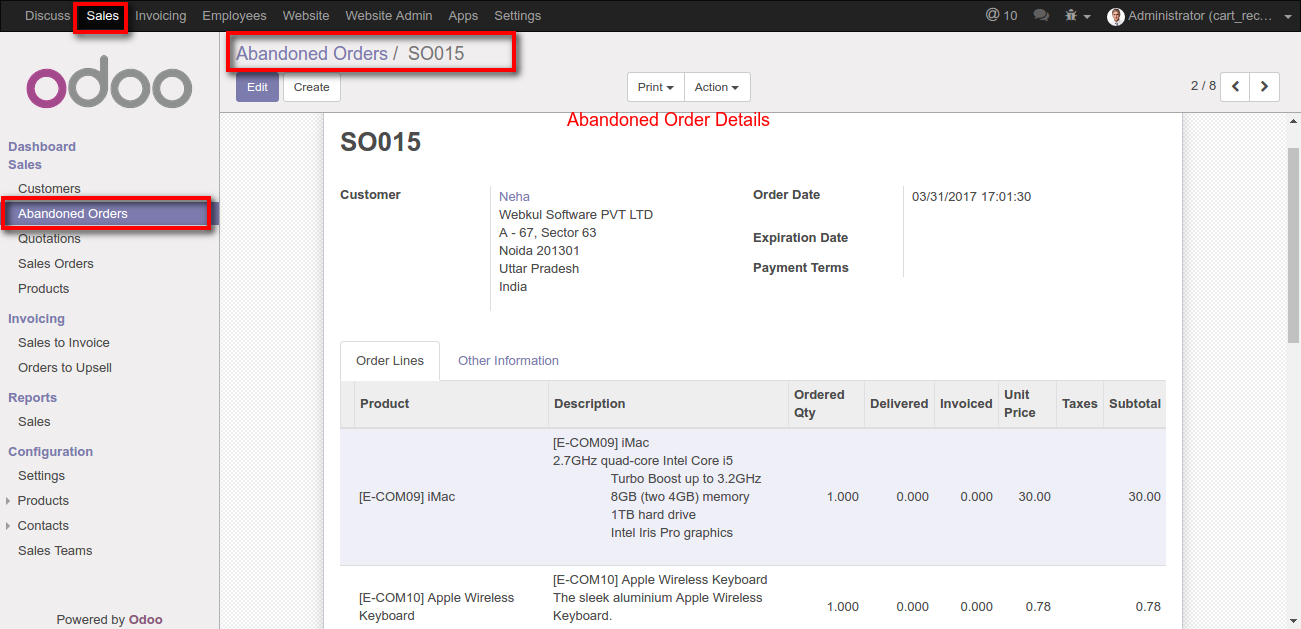 Discuss Sales Invoicing Employees Website Website Admin Apps Settings @ 10 Administrator (cart_rec...
odoo
Dashboard
Sales
Customers
Abandoned Orders
Quotations
Sales Orders
Products
Invoicing
Sales to Invoice
Orders to Upsell
Reports
Sales
Configuration
Settings
Products
Contacts
Sales Teams
Powered by Odoo
Abandoned Orders / SO015
Edit Create Print Action 2 / 8
Abandoned Order Details
SO015
Customer
Neha
Webkul Software PVT LTD
A - 67, Sector 63
Noida 201301
Uttar Pradesh
India
Order Date 03/31/2017 17:01:30
Expiration Date
Payment Terms
Order Lines Other Information
Product Description Ordered Qty Delivered Invoiced Unit Price Taxes Subtotal
[E-COM09] iMac
[E-COM09] iMac
2.7GHz quad-core Intel Core i5
Turbo Boost up to 3.2GHz
8GB (two 4GB) memory
1TB hard drive
Intel Iris Pro graphics
1.000 0.000 0.000 30.00 30.00
[E-COM10] Apple Wireless
Keyboard
[E-COM10] Apple Wireless Keyboard
The sleek aluminium Apple Wireless
Keyboard.
1.000 0.000 0.000 0.78 0.78